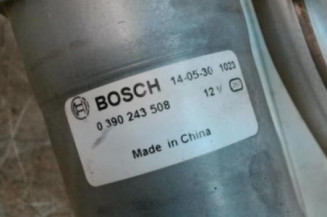 BOSCH 14-05-30 1023
0 390 243 508 12 V
Made in China